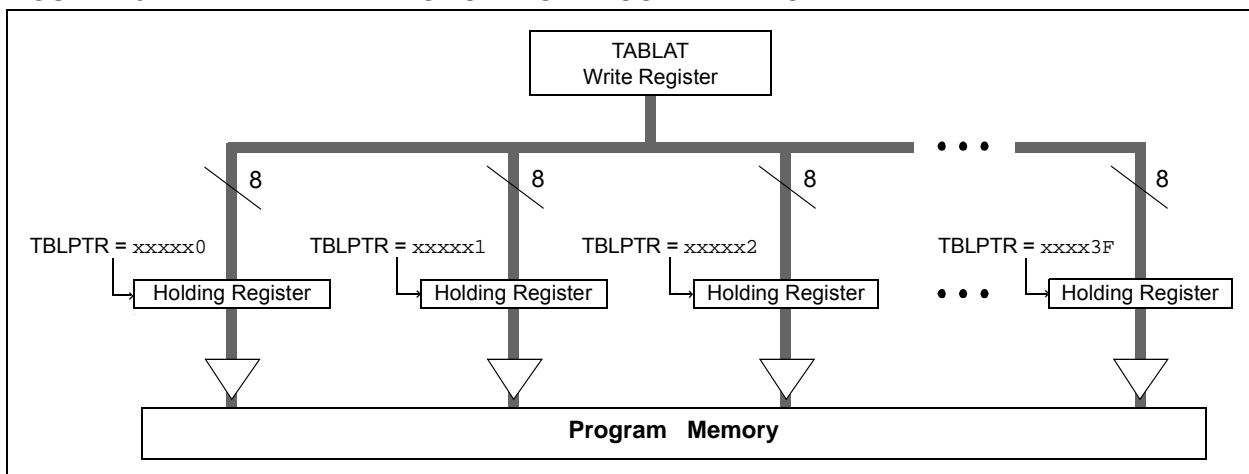 TABLAT
Write Register
8 8 8 8
TBLPTR = xxxxx0 TBLPTR = xxxxx1 TBLPTR = xxxxx2 TBLPTR = xxxx3F
Holding Register Holding Register Holding Register Holding Register
Program Memory